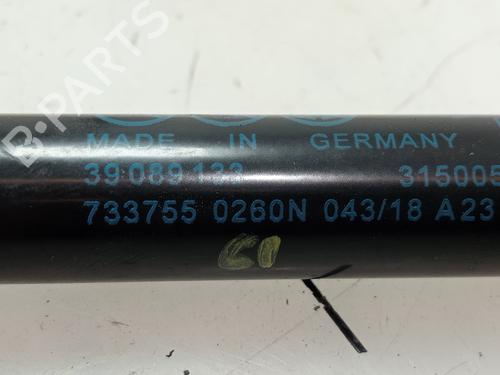 B-PARTS
MADE IN GERMANY
39089133 315005
733755 0260N 043/18 A23